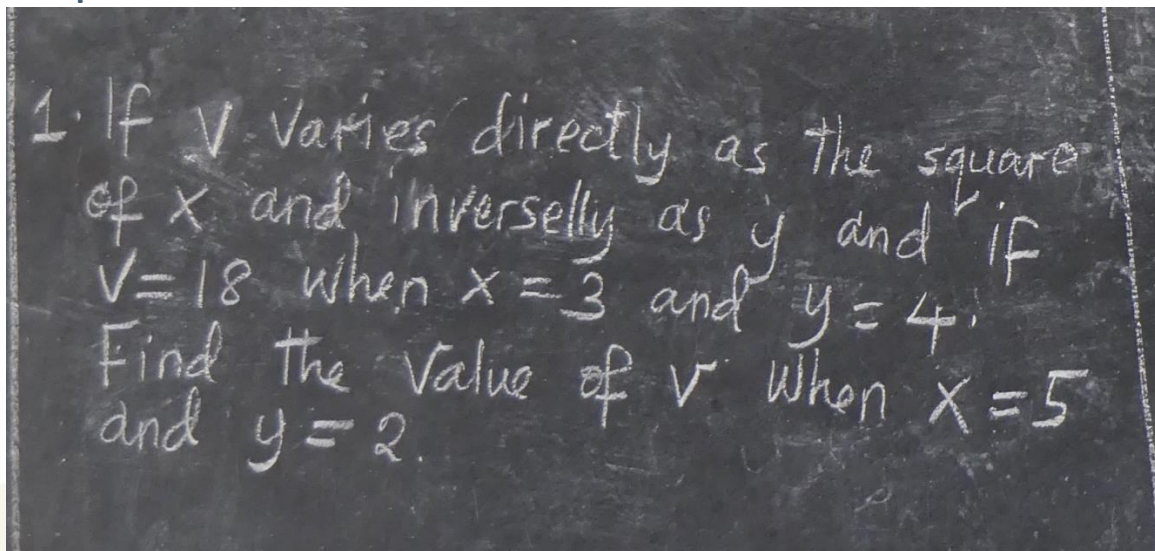 1. If V varies directly as the square
of x and inverselly as y and if
V=18 when x = 3 and y = 4.
Find the value of v when x = 5
and y = 2.